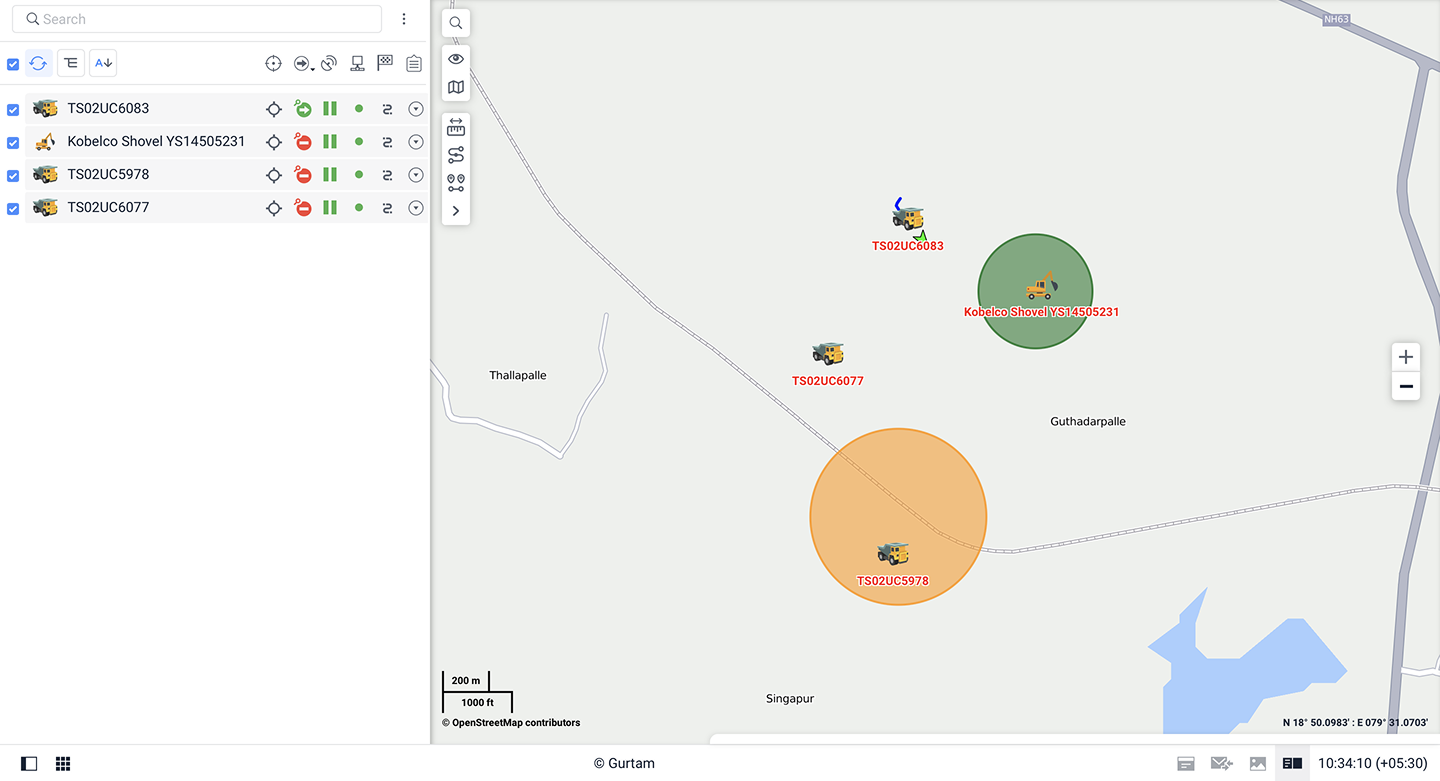 Search
A
TS02UC6083
Kobelco Shovel YS14505231
TS02UC5978
TS02UC6077
NH63
TS02UC6083
Kobelco Shovel YS14505231
TS02UC6077
Thallapalle
Guthadarpalle
TS02UC5978
Singapur
200 m
1000 ft
© OpenStreetMap contributors
N 18° 50.0983' : E 079° 31.0703'
© Gurtam
10:34:10 (+05:30)